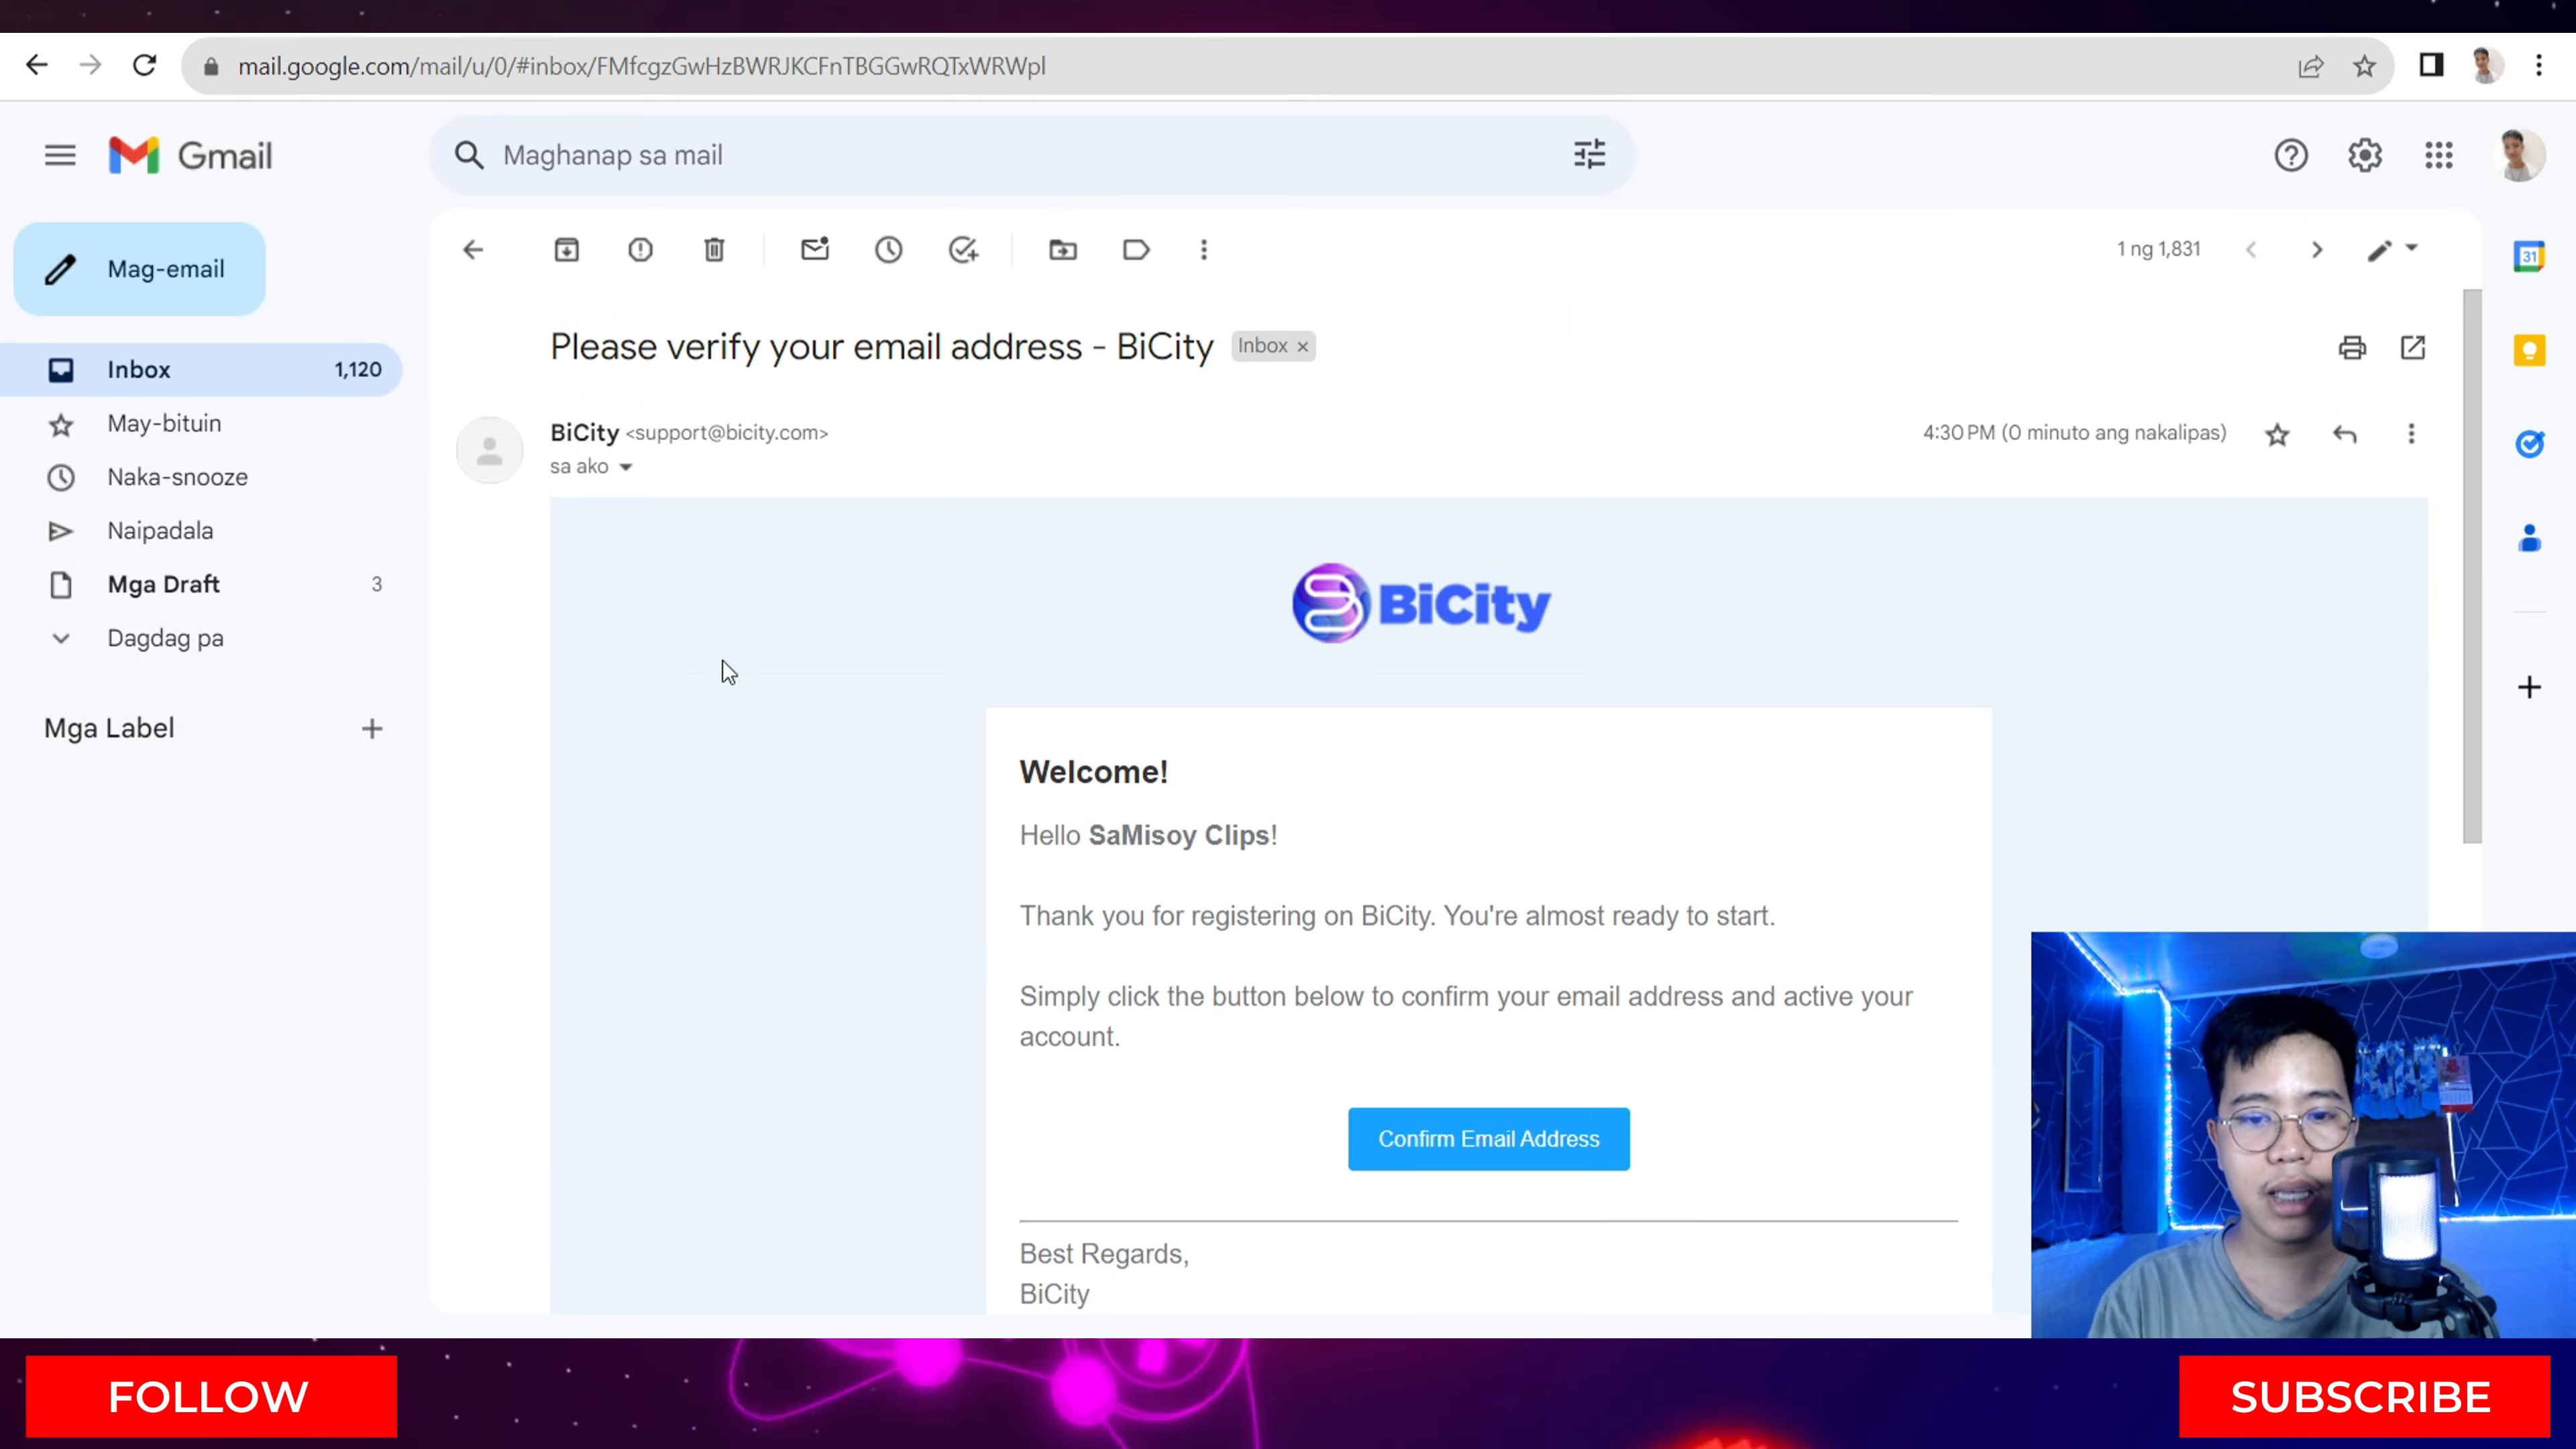 mail.google.com/mail/u/0/#inbox/FMfcgzGwHzBWRJKCFnTBGGwRQTxWRWpl
Gmail
Maghanap sa mail
Mag-email
1 ng 1,831
31
Inbox 1,120
May-bituin
Naka-snooze
Naipadala
Mga Draft 3
Dagdag pa
Mga Label
Please verify your email address - BiCity Inbox ×
BiCity <support@bicity.com>
4:30 PM (0 minuto ang nakalipas)
sa ako
BiCity
Welcome!
Hello SaMisoy Clips!
Thank you for registering on BiCity. You're almost ready to start.
Simply click the button below to confirm your email address and active your
account.
Confirm Email Address
Best Regards,
BiCity
FOLLOW
SUBSCRIBE